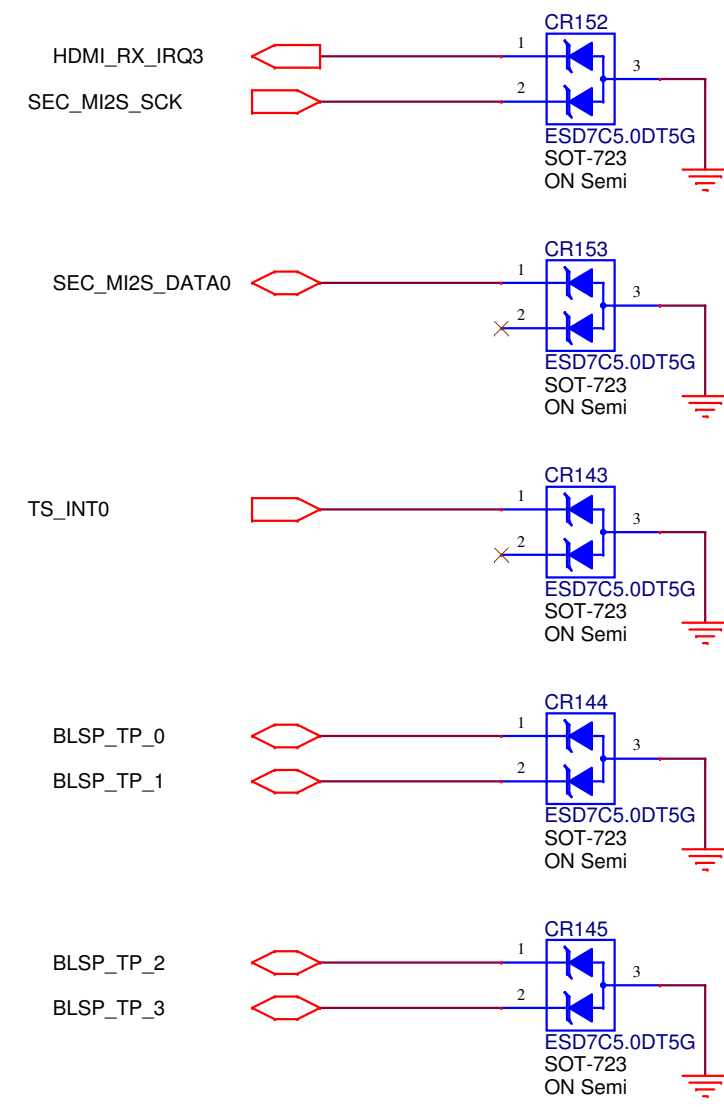 CR152
HDMI_RX_IRQ3
1
3
SEC_MI2S_SCK
2
ESD7C5.0DT5G
SOT-723
ON Semi
CR153
SEC_MI2S_DATA0
1
3
2
ESD7C5.0DT5G
SOT-723
ON Semi
CR143
TS_INT0
1
3
2
ESD7C5.0DT5G
SOT-723
ON Semi
CR144
BLSP_TP_0
1
3
BLSP_TP_1
2
ESD7C5.0DT5G
SOT-723
ON Semi
CR145
BLSP_TP_2
1
3
BLSP_TP_3
2
ESD7C5.0DT5G
SOT-723
ON Semi